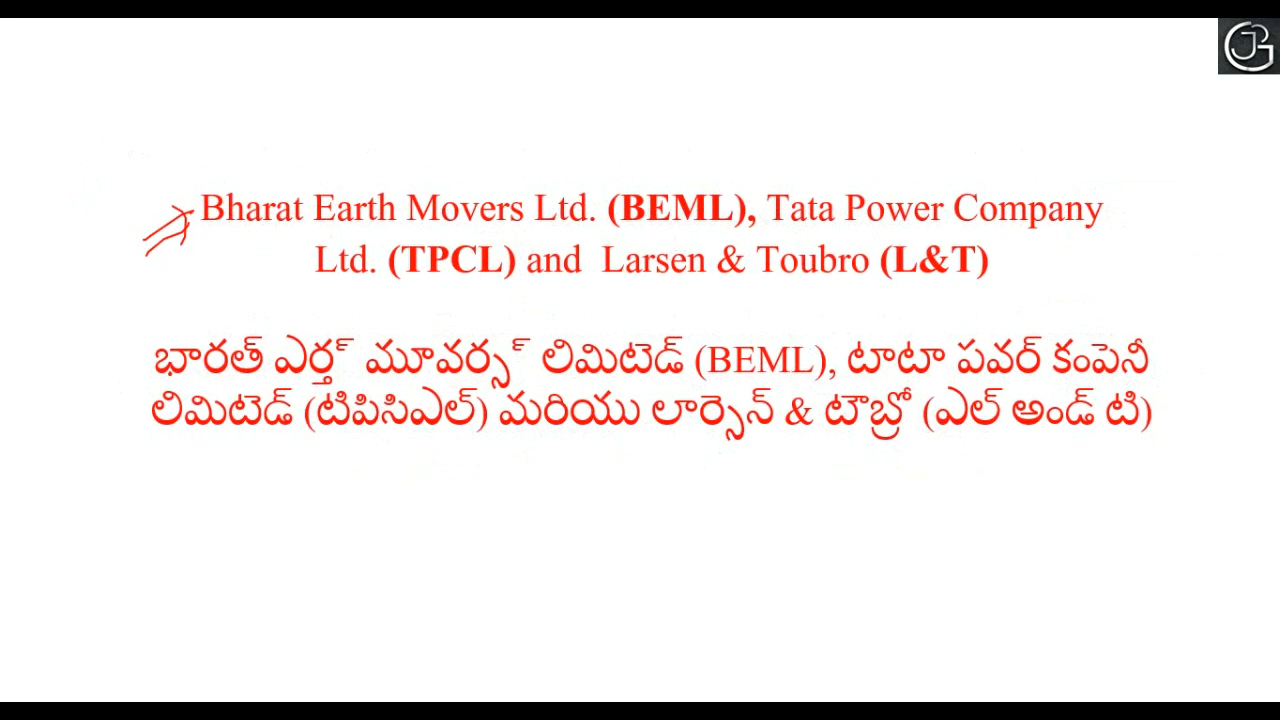 Bharat Earth Movers Ltd. (BEML), Tata Power Company
Ltd. (TPCL) and Larsen & Toubro (L&T)
భారత్ ఎర్త్ మూవర్స్ లిమిటెడ్ (BEML), టాటా పవర్ కంపెనీ
లిమిటెడ్ (టిపిసిఎల్) మరియు లార్సెన్ & టౌబ్రో (ఎల్ అండ్ టి)